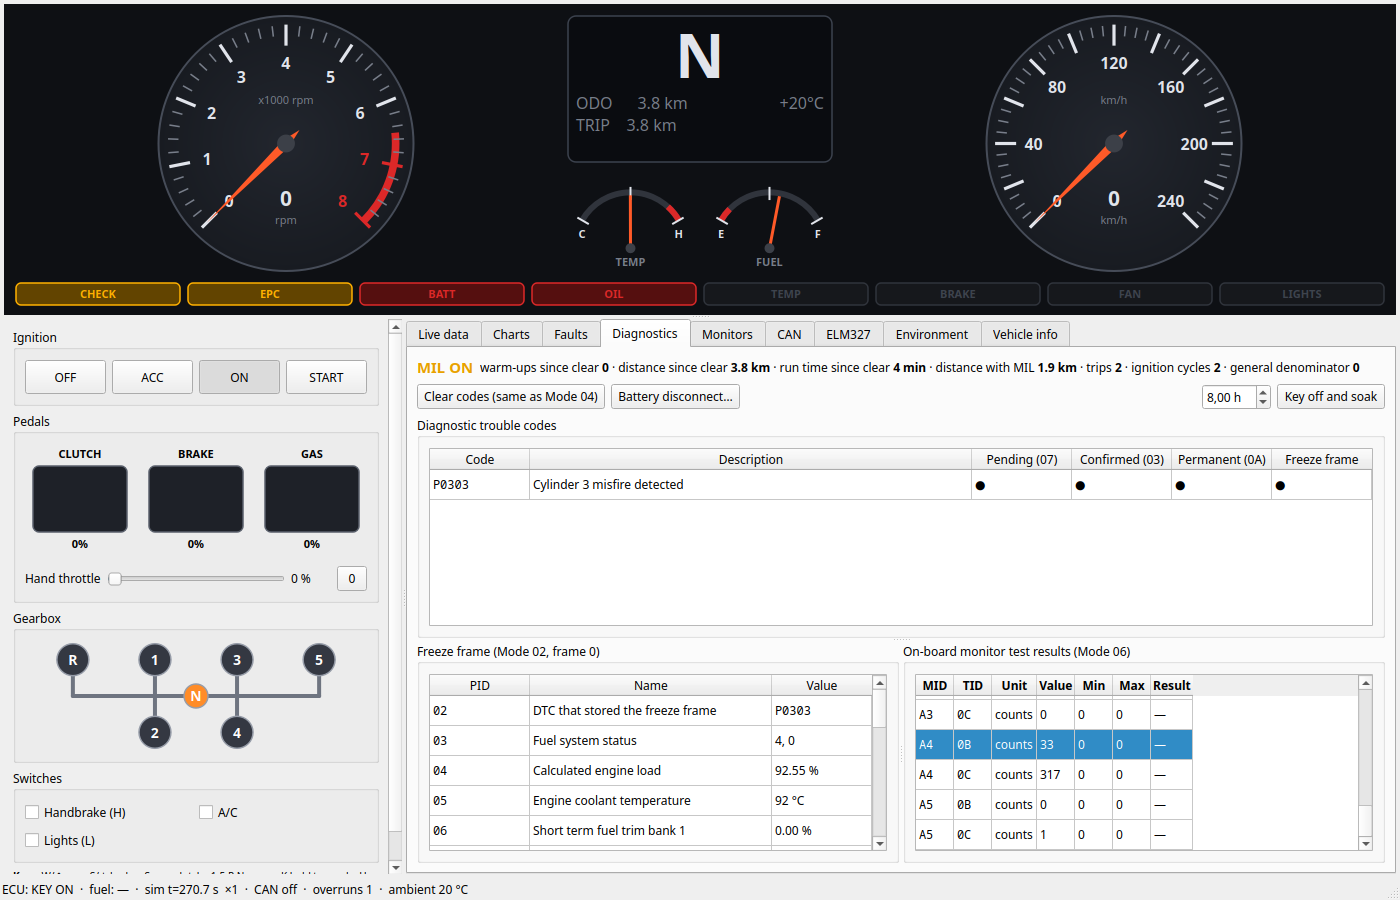 4
3
5
2
6
x1000 rpm
1
7
0
8
0
rpm
N
ODO 3.8 km +20°C
TRIP 3.8 km
C H
TEMP
E F
FUEL
120
80
160
km/h
40
200
0
240
0
km/h
CHECK
EPC
BATT
OIL
TEMP
BRAKE
FAN
LIGHTS
Ignition
OFF ACC ON START
Pedals
CLUTCH BRAKE GAS
0% 0% 0%
Hand throttle 0 % 0
Gearbox
R 1 3 5
N
2 4
Switches
Handbrake (H) A/C
Lights (L)
Live data Charts Faults Diagnostics Monitors CAN ELM327 Environment Vehicle info
MIL ON warm-ups since clear 0 · distance since clear 3.8 km · run time since clear 4 min · distance with MIL 1.9 km · trips 2 · ignition cycles 2 · general denominator 0
Clear codes (same as Mode 04) Battery disconnect... 8,00 h Key off and soak
Diagnostic trouble codes
Code Description Pending (07) Confirmed (03) Permanent (0A) Freeze frame
P0303 Cylinder 3 misfire detected ● ● ● ●
Freeze frame (Mode 02, frame 0)
PID Name Value
02 DTC that stored the freeze frame P0303
03 Fuel system status 4, 0
04 Calculated engine load 92.55 %
05 Engine coolant temperature 92 °C
06 Short term fuel trim bank 1 0.00 %
On-board monitor test results (Mode 06)
MID TID Unit Value Min Max Result
A3 0C counts 0 0 0 —
A4 0B counts 33 0 0 —
A4 0C counts 317 0 0 —
A5 0B counts 0 0 0 —
A5 0C counts 1 0 0 —
ECU: KEY ON · fuel: — · sim t=270.7 s ×1 · CAN off · overruns 1 · ambient 20 °C